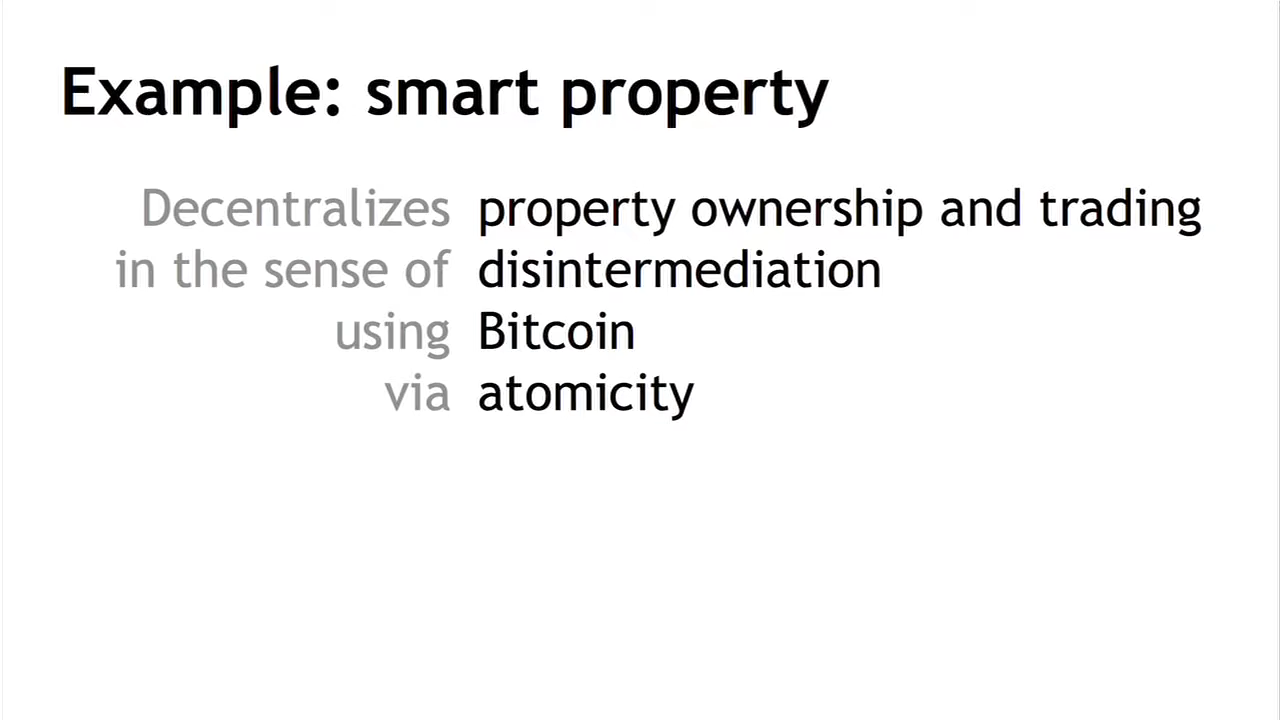 Example: smart property
Decentralizes property ownership and trading
in the sense of disintermediation
using Bitcoin
via atomicity